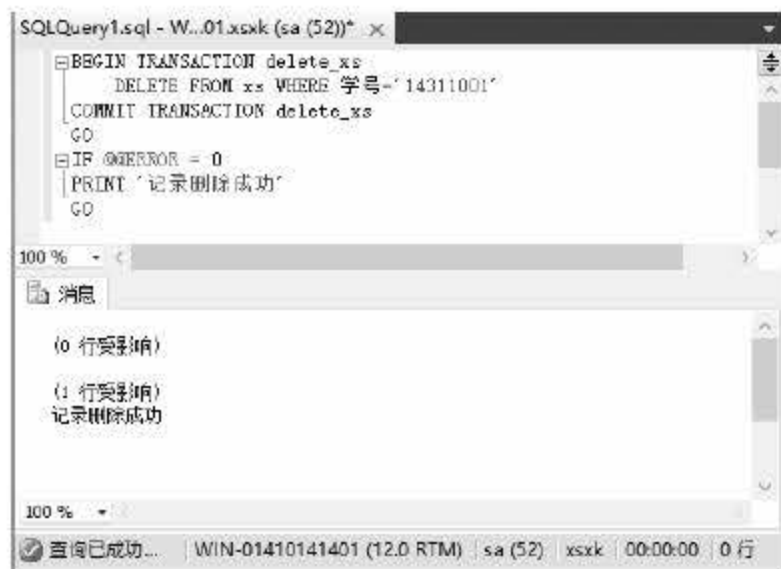 SQLQuery1.sql - W...01.xsxk (sa (52))*
BEGIN TRANSACTION delete_xs
DELETE FROM xs WHERE 学号='14311001'
COMMIT TRANSACTION delete_xs
GO
IF @@ERROR = 0
PRINT '记录删除成功'
GO
100 %
消息
(0 行受影响)
(1 行受影响)
记录删除成功
100 %
查询已成功... WIN-01410141401 (12.0 RTM) sa (52) xsxk 00:00:00 0 行